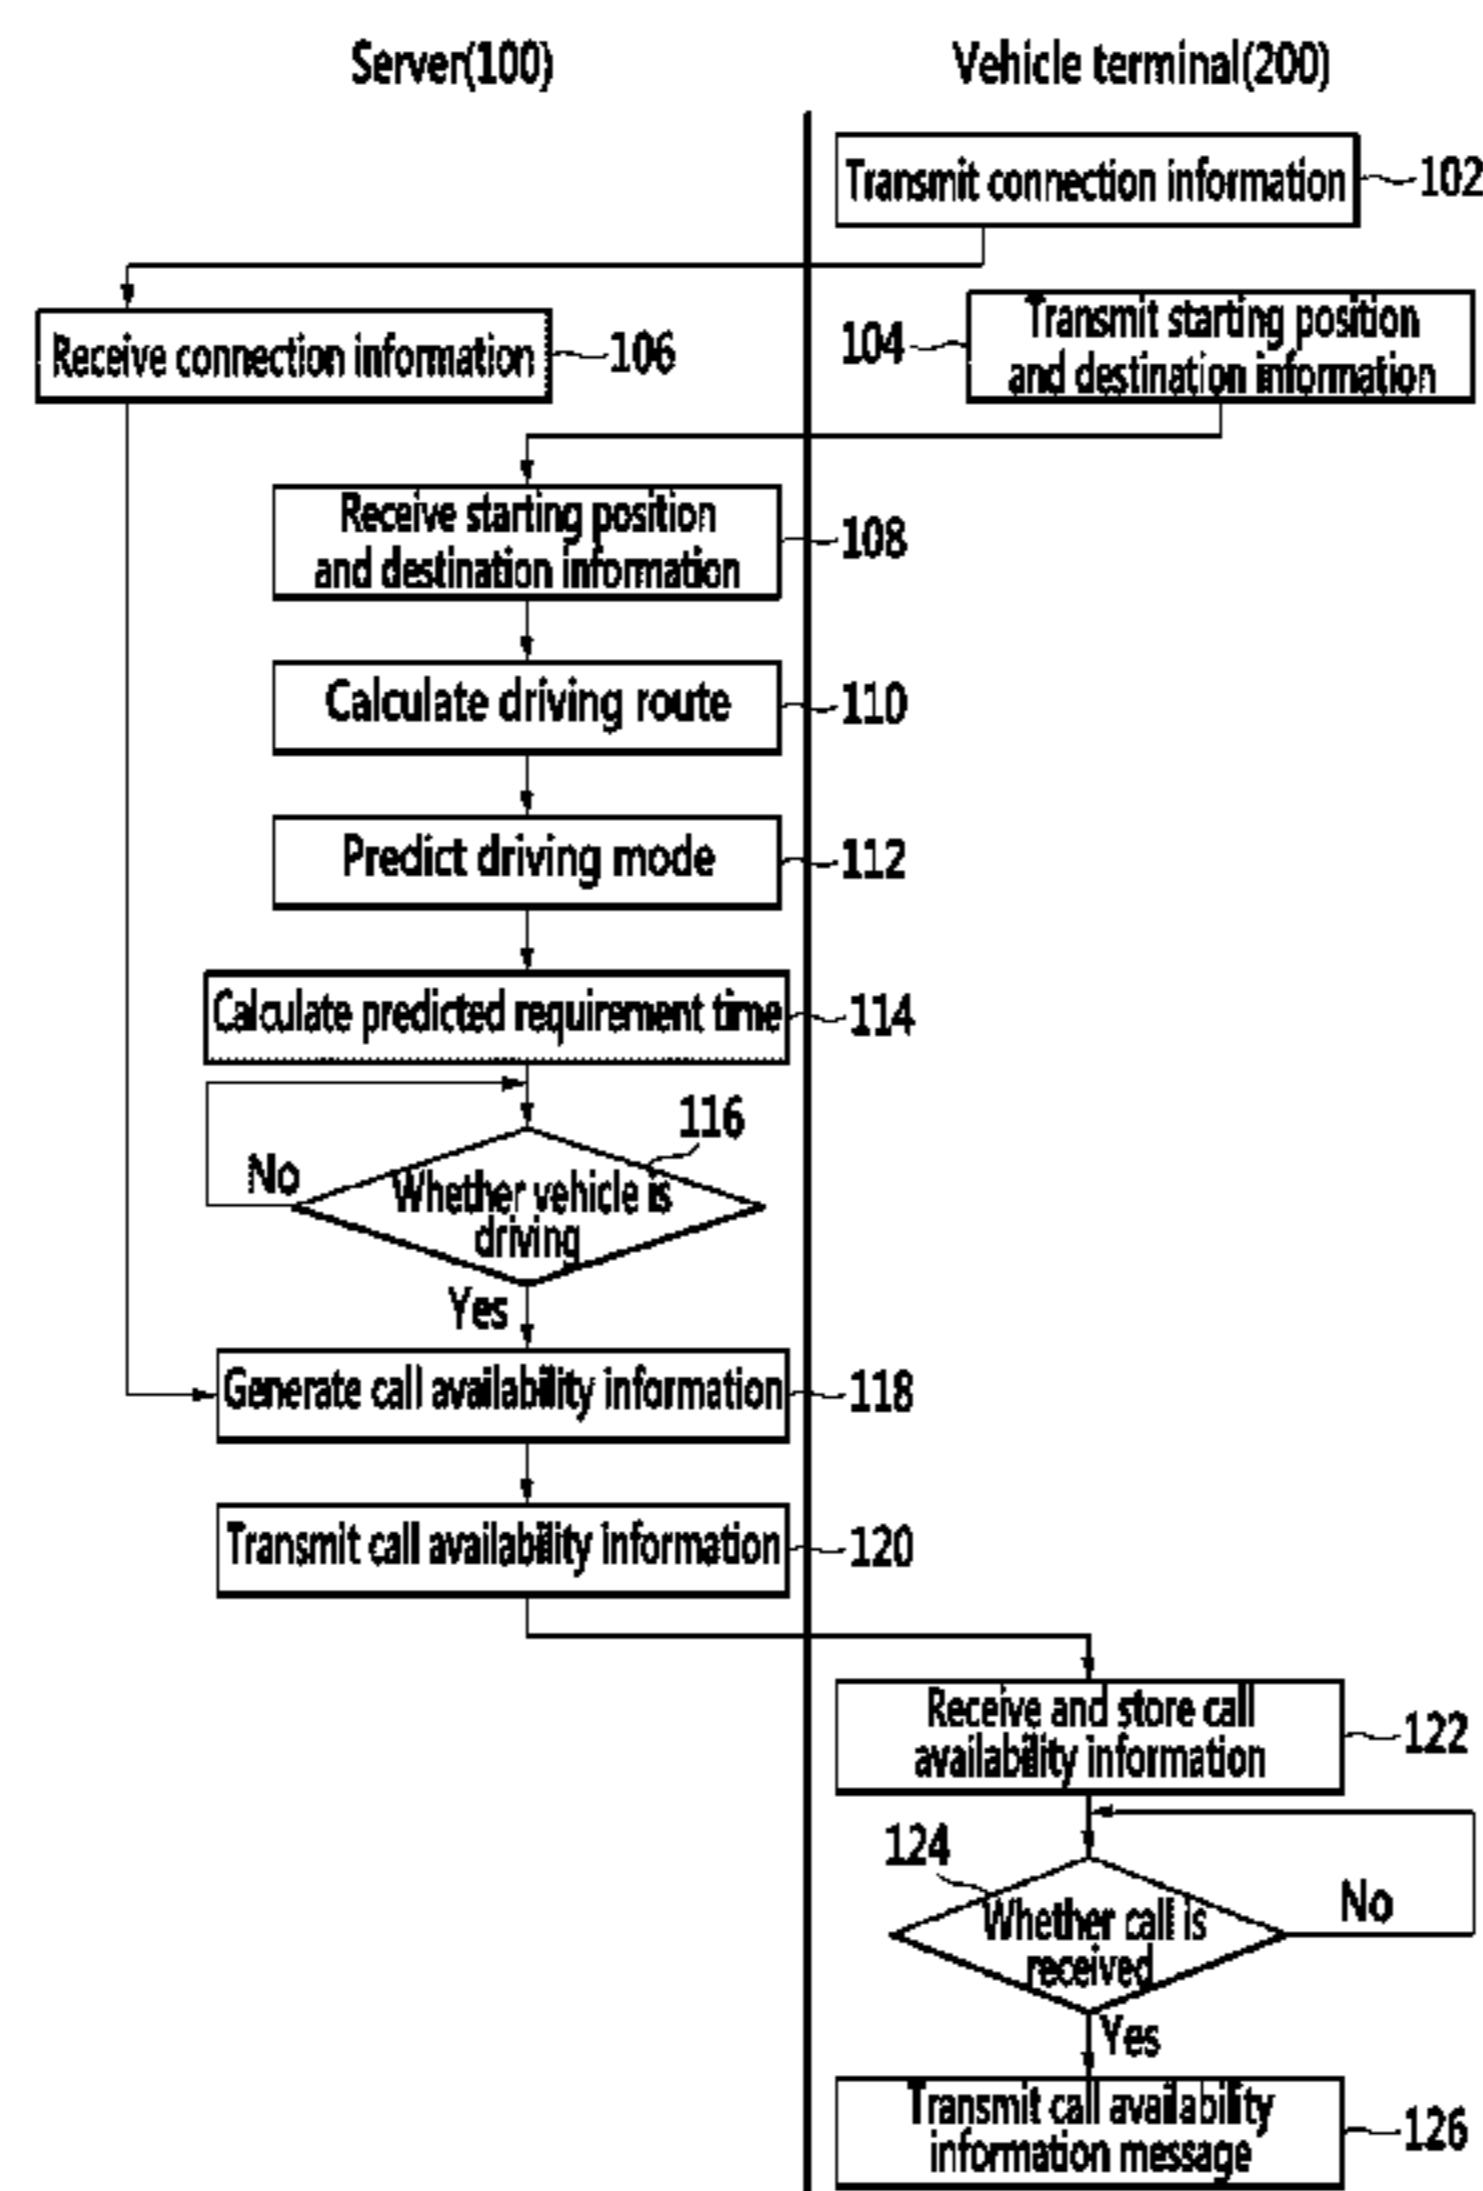 Server(100)
Vehicle terminal(200)
Transmit connection information
102
Receive connection information
106
104
Transmit starting position
and destination information
Receive starting position
and destination information
108
Calculate driving route
110
Predict driving mode
112
Calculate predicted requirement time
114
116
No
Whether vehicle is
driving
Yes
Generate call availability information
118
Transmit call availability information
120
Receive and store call
availability information
122
124
Whether call is
received
No
Yes
Transmit call availability
information message
126